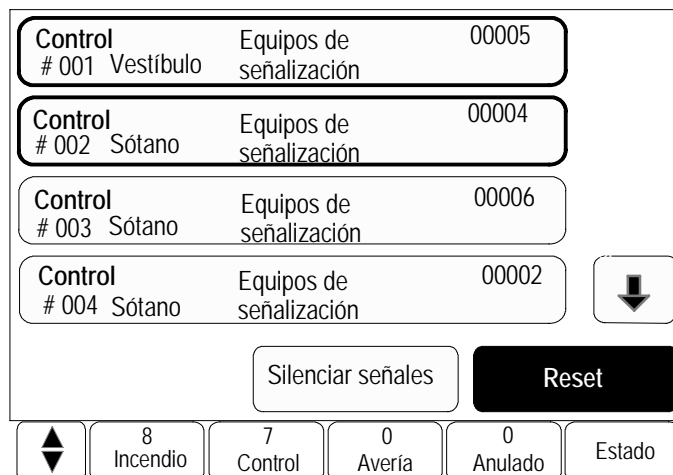 Control Equipos de 00005
# 001 Vestíbulo señalización
Control Equipos de 00004
# 002 Sótano señalización
Control Equipos de 00006
# 003 Sótano señalización
Control Equipos de 00002
# 004 Sótano señalización
Silenciar señales Reset
8 7 0 0
Incendio Control Avería Anulado Estado